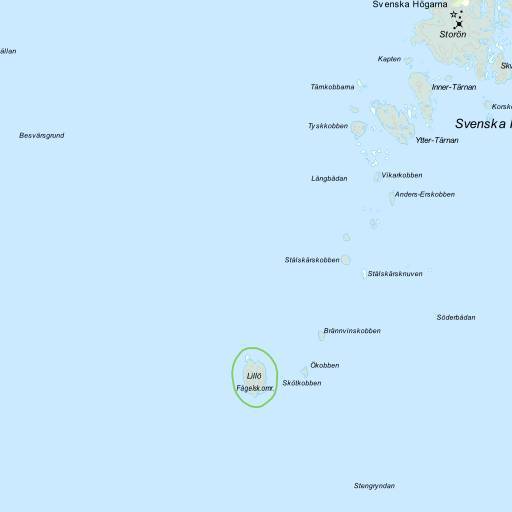 Svenska Högarna
Storön
ällan
Kapten
Sk
Tärnkobbarna
Inner-Tärnan
Korsk
Tyskkobben
Svenska
Besvärsgrund
Ytter-Tärnan
Långbådan
Vikarkobben
Anders-Erskobben
Stålskärskobben
Stålskärsknuven
Söderbådan
Brännvinskobben
Ökobben
Lillö
Skötkobben
Fågelsk.omr.
Stengryndan